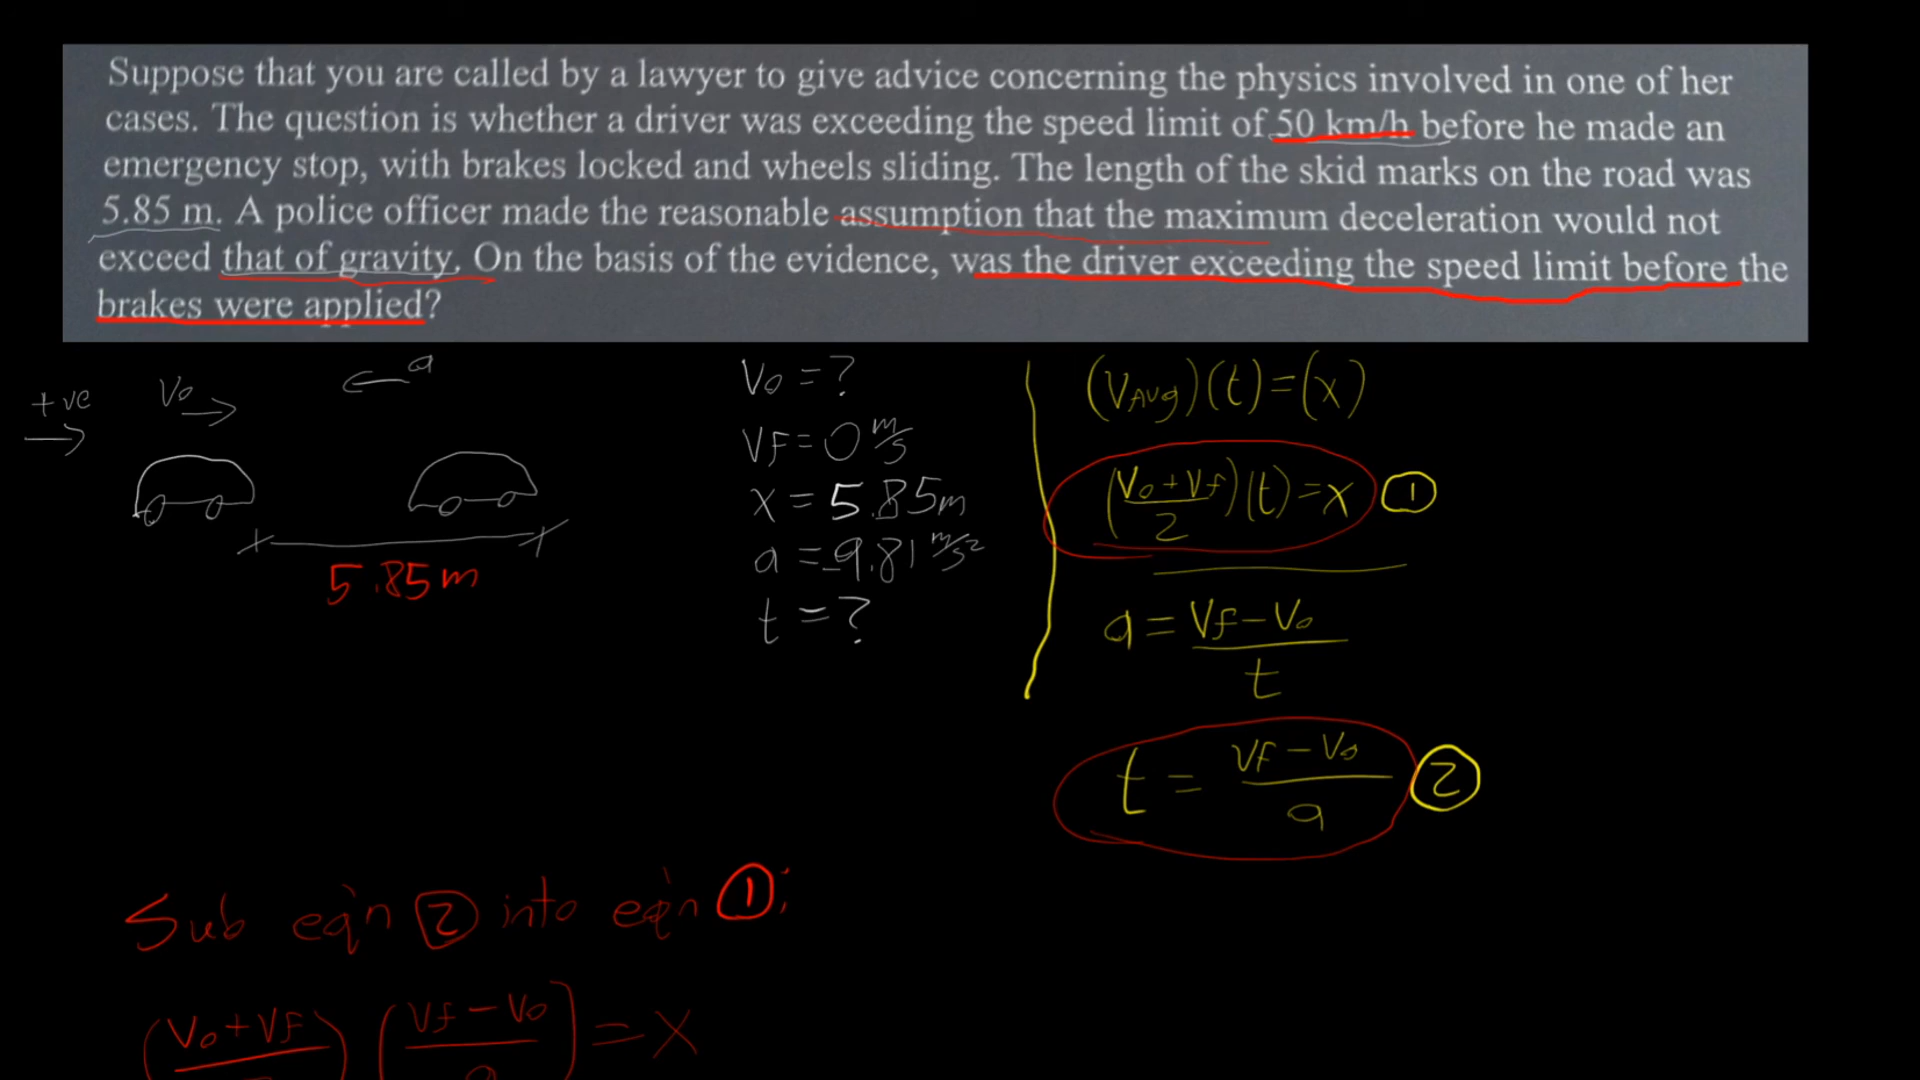 Suppose that you are called by a lawyer to give advice concerning the physics involved in one of her
cases. The question is whether a driver was exceeding the speed limit of 50 km/h before he made an
emergency stop, with brakes locked and wheels sliding. The length of the skid marks on the road was
5.85 m. A police officer made the reasonable assumption that the maximum deceleration would not
exceed that of gravity. On the basis of the evidence, was the driver exceeding the speed limit before the
brakes were applied?
+ve Vo a
5.85m
Vo = ?
VF = 0 m/s
x = 5.85m
a = -9.81 m/s²
t = ?
(VAvg)(t) = (x)
(Vo + Vf / 2)(t) = x ①
a = Vf - Vo / t
t = Vf - Vo / a ②
Sub eq'n ② into eq'n ①;
(Vo + VF) (Vf - Vo) = x